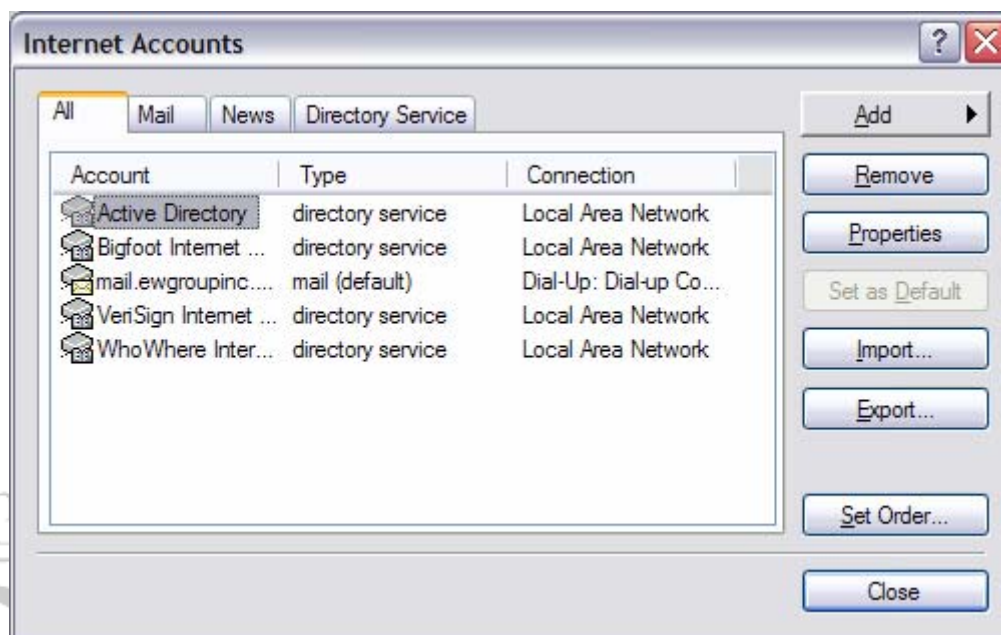 Internet Accounts
?
All Mail News Directory Service
Account Type Connection
Active Directory directory service Local Area Network
Bigfoot Internet ... directory service Local Area Network
mail.ewgroupinc.... mail (default) Dial-Up: Dial-up Co...
VeriSign Internet ... directory service Local Area Network
WhoWhere Inter... directory service Local Area Network
Add
Remove
Properties
Set as Default
Import...
Export...
Set Order...
Close